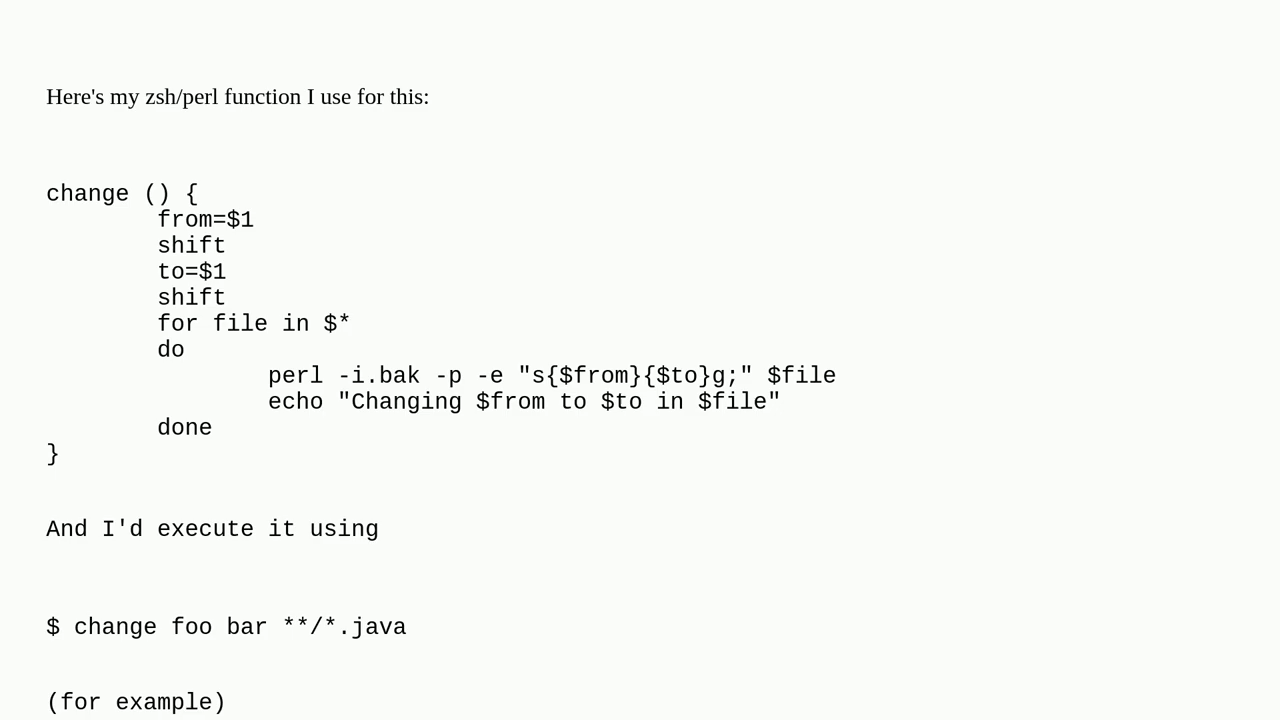 Here's my zsh/perl function I use for this:
change () {
        from=$1
        shift
        to=$1
        shift
        for file in $*
        do
                perl -i.bak -p -e "s{$from}{$to}g;" $file
                echo "Changing $from to $to in $file"
        done
}
And I'd execute it using
$ change foo bar **/*.java
(for example)